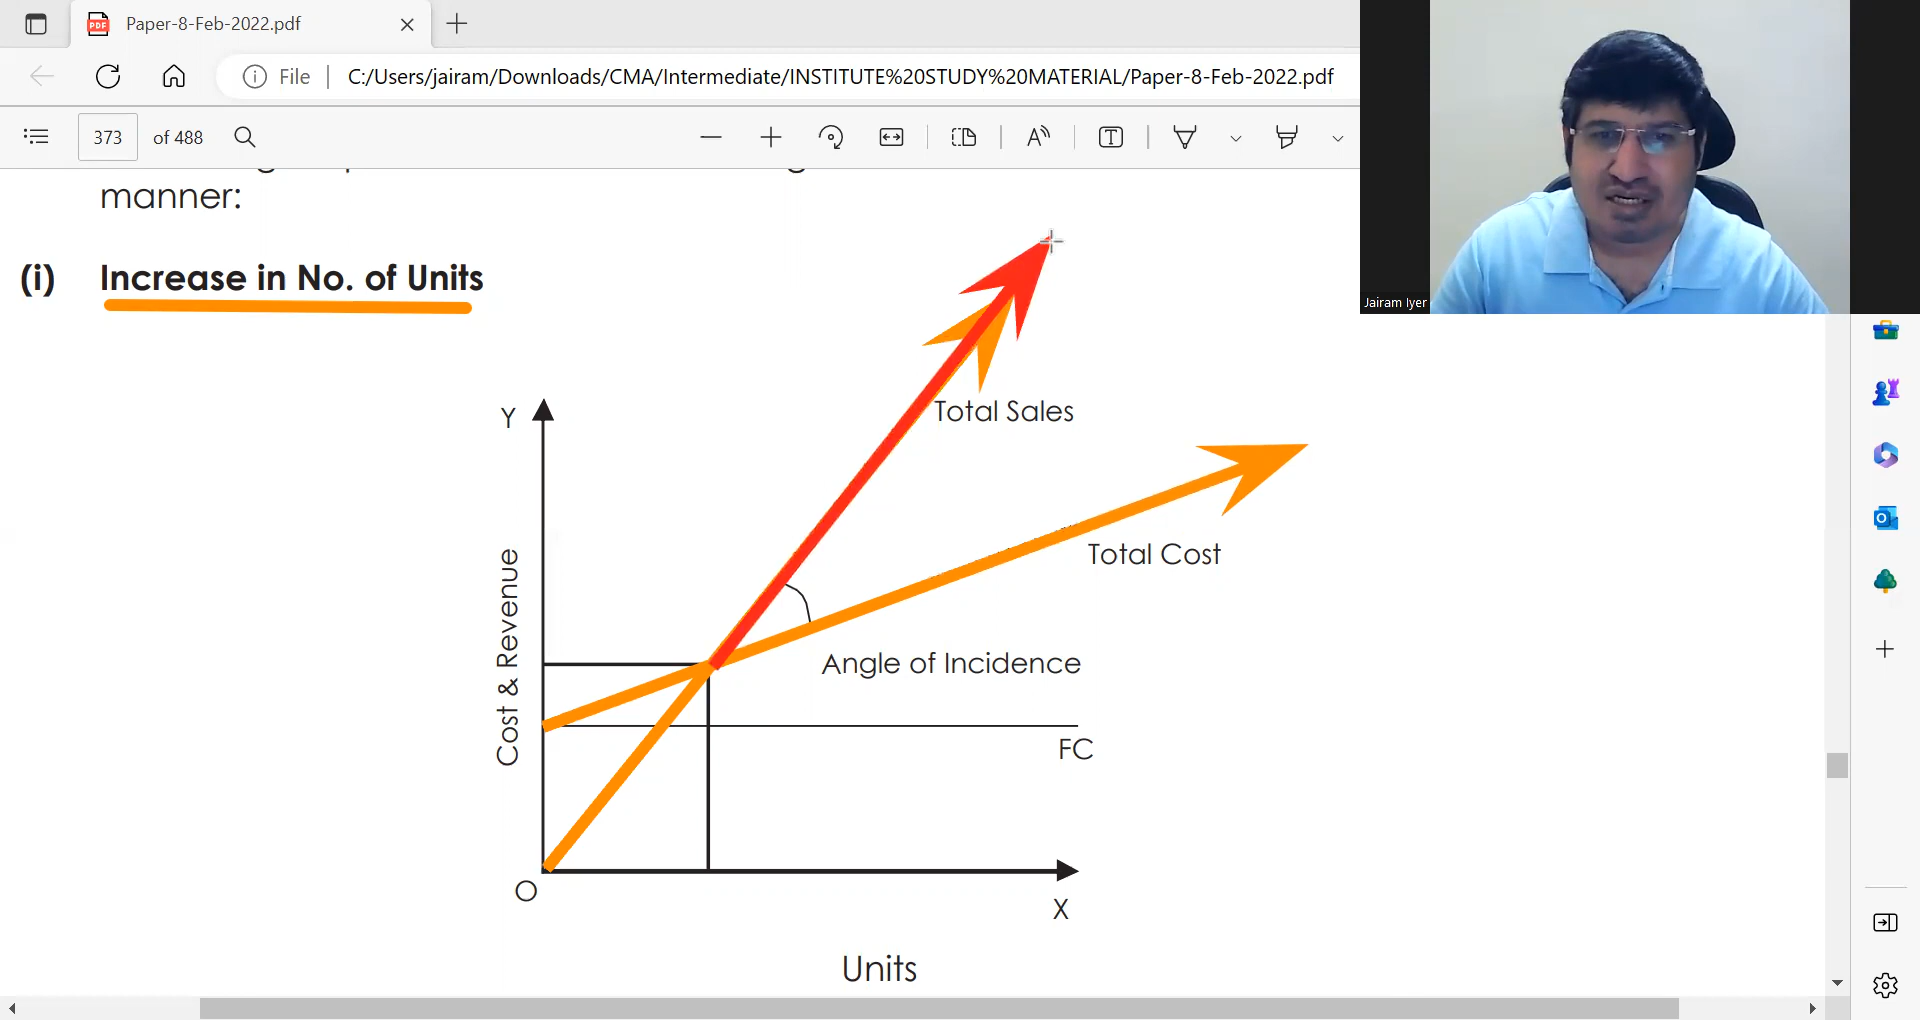 Paper-8-Feb-2022.pdf
File
C:/Users/jairam/Downloads/CMA/Intermediate/INSTITUTE%20STUDY%20MATERIAL/Paper-8-Feb-2022.pdf
373 of 488
manner:
(i) Increase in No. of Units
Jairam Iyer
Y
Total Sales
Total Cost
Cost & Revenue
Angle of Incidence
FC
O
X
Units